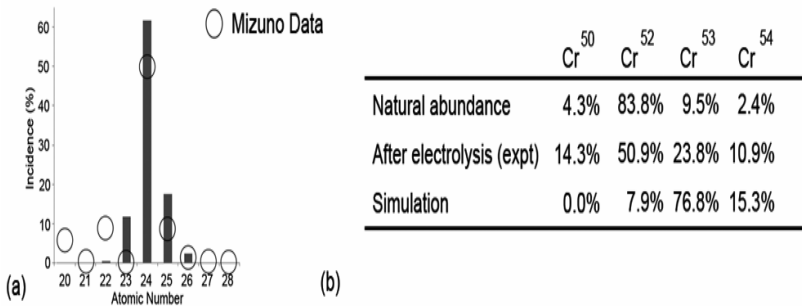 Mizuno Data
60
50
40
30
20
10
0
Incidence (%)
20 21 22 23 24 25 26 27 28
Atomic Number
(a)
Cr50 Cr52 Cr53 Cr54
Natural abundance 4.3% 83.8% 9.5% 2.4%
After electrolysis (expt) 14.3% 50.9% 23.8% 10.9%
Simulation 0.0% 7.9% 76.8% 15.3%
(b)